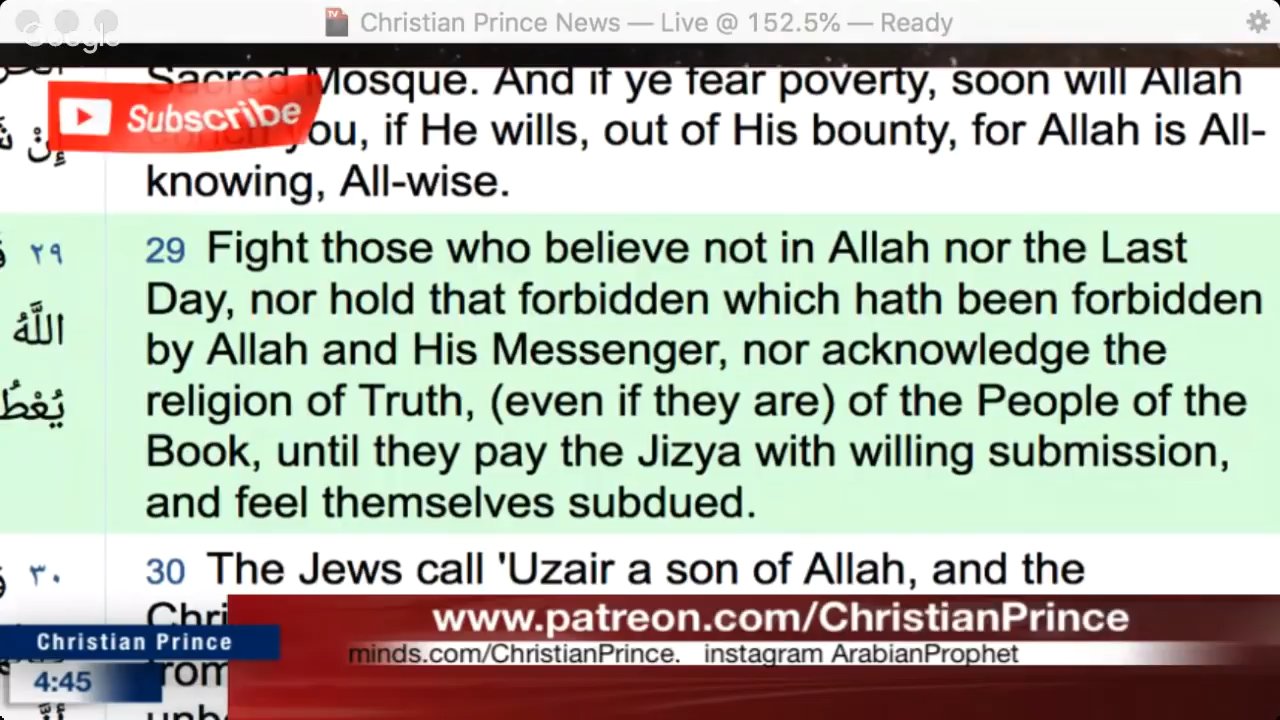 Christian Prince News — Live @ 152.5% — Ready
Google
Sacred Mosque. And if ye fear poverty, soon will Allah
Subscribe
you, if He wills, out of His bounty, for Allah is All-
إِنْ
knowing, All-wise.
٢٩
29 Fight those who believe not in Allah nor the Last
Day, nor hold that forbidden which hath been forbidden
اللَّهُ
by Allah and His Messenger, nor acknowledge the
religion of Truth, (even if they are) of the People of the
Book, until they pay the Jizya with willing submission,
and feel themselves subdued.
٣٠
30 The Jews call 'Uzair a son of Allah, and the
www.patreon.com/ChristianPrince
Christian Prince
minds.com/ChristianPrince. instagram ArabianProphet
4:45
from